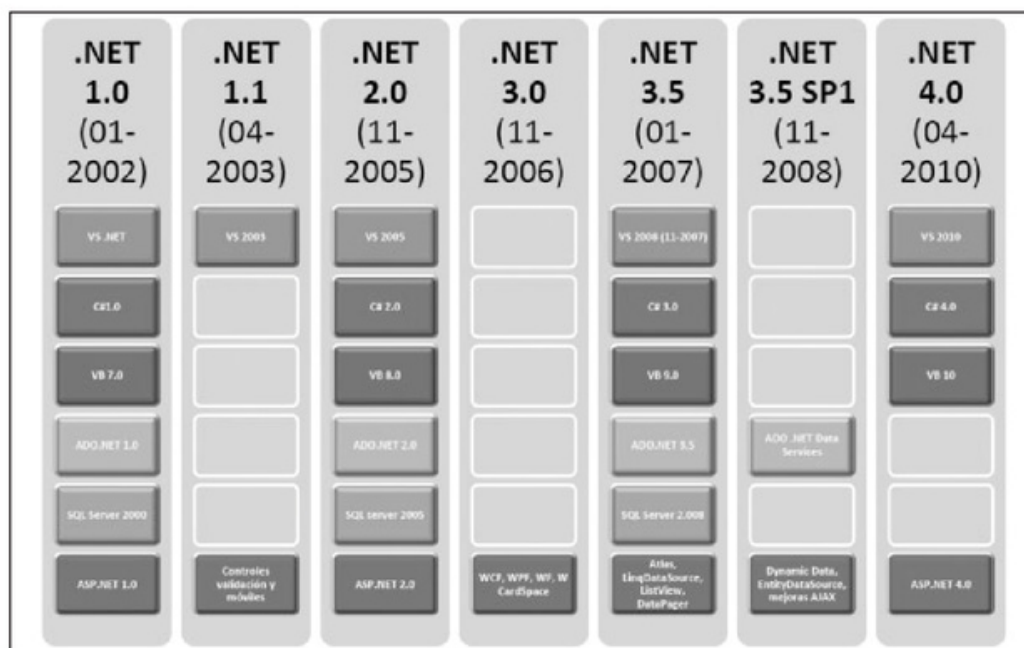 .NET
1.0
(01-
2002)
VS .NET
C#1.0
VB 7.0
ADO.NET 1.0
SQL Server 2000
ASP.NET 1.0
.NET
1.1
(04-
2003)
VS 2003
Controles
validación y
móviles
.NET
2.0
(11-
2005)
VS 2005
C# 2.0
VB 8.0
ADO.NET 2.0
SQL server 2005
ASP.NET 2.0
.NET
3.0
(11-
2006)
WCF, WPF, WF, W
CardSpace
.NET
3.5
(01-
2007)
VS 2008 (11-2007)
C# 3.0
VB 9.0
ADO.NET 3.5
SQL Server 2.008
Atlas,
LinqDataSource,
ListView,
DataPager
.NET
3.5 SP1
(11-
2008)
ADO .NET Data
Services
Dynamic Data,
EntityDataSource,
mejoras AJAX
.NET
4.0
(04-
2010)
VS 2010
C# 4.0
VB 10
ASP.NET 4.0